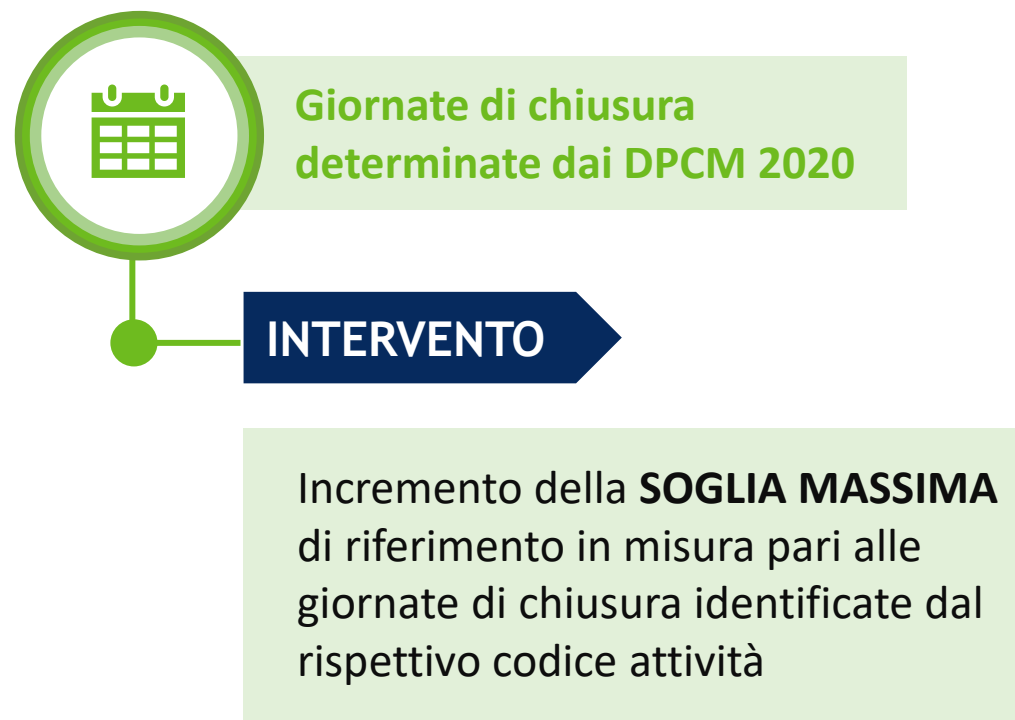 Giornate di chiusura
determinate dai DPCM 2020
INTERVENTO
Incremento della SOGLIA MASSIMA
di riferimento in misura pari alle
giornate di chiusura identificate dal
rispettivo codice attività